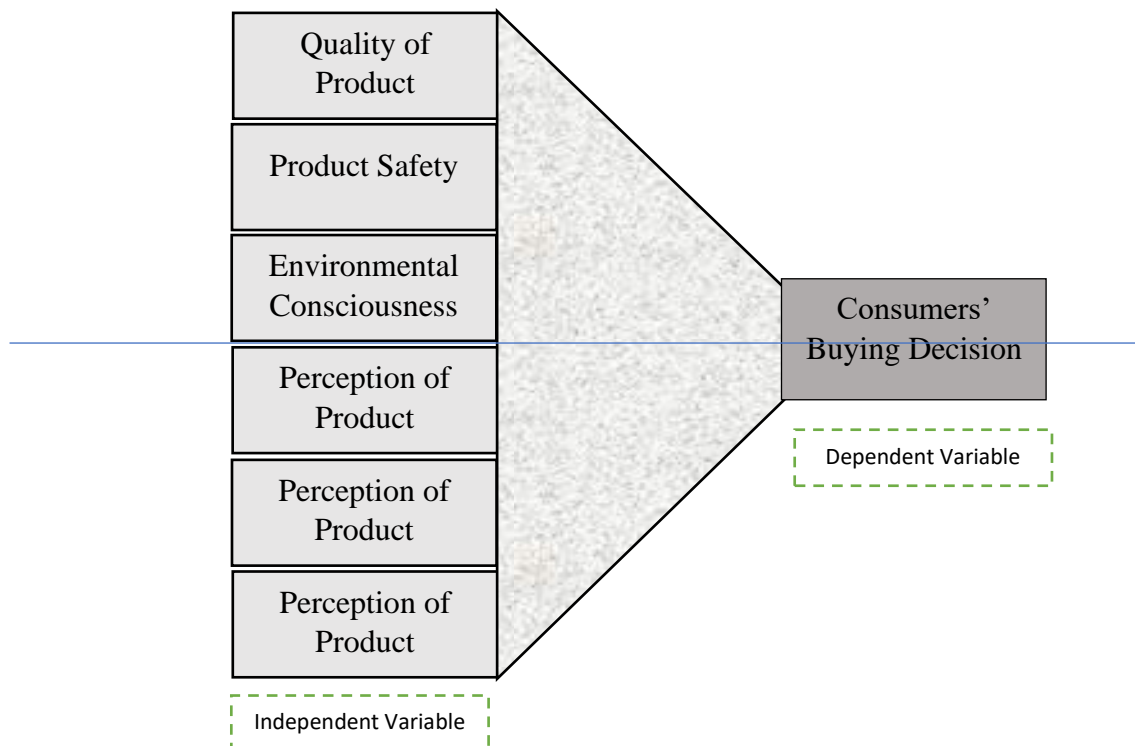 Quality of
Product
Product Safety
Environmental
Consciousness
Perception of
Product
Perception of
Product
Perception of
Product
Independent Variable
Consumers’
Buying Decision
Dependent Variable